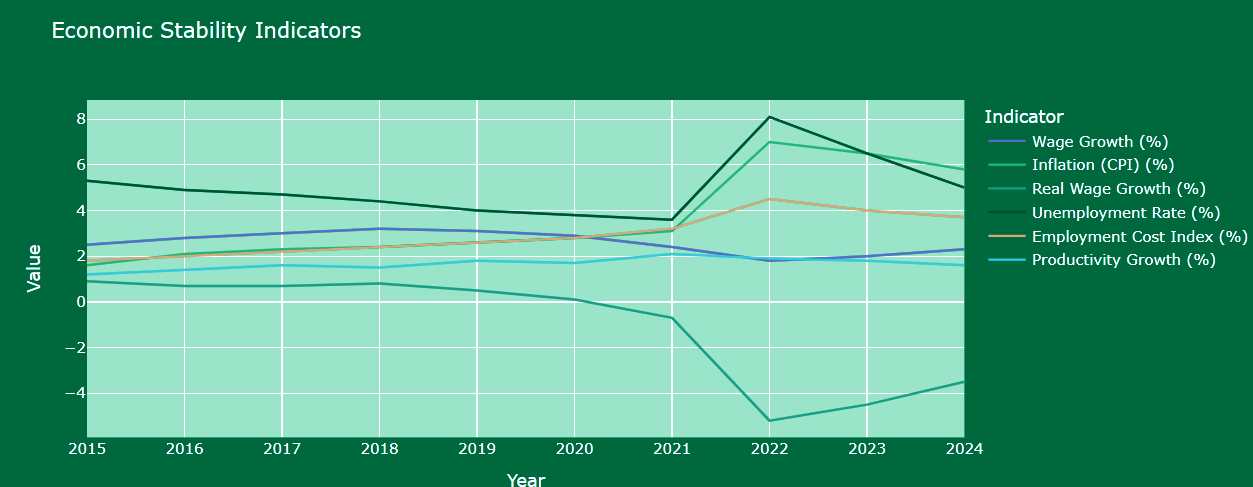 Economic Stability Indicators
Value
8
6
4
2
0
−2
−4
2015 2016 2017 2018 2019 2020 2021 2022 2023 2024
Year
Indicator
Wage Growth (%)
Inflation (CPI) (%)
Real Wage Growth (%)
Unemployment Rate (%)
Employment Cost Index (%)
Productivity Growth (%)